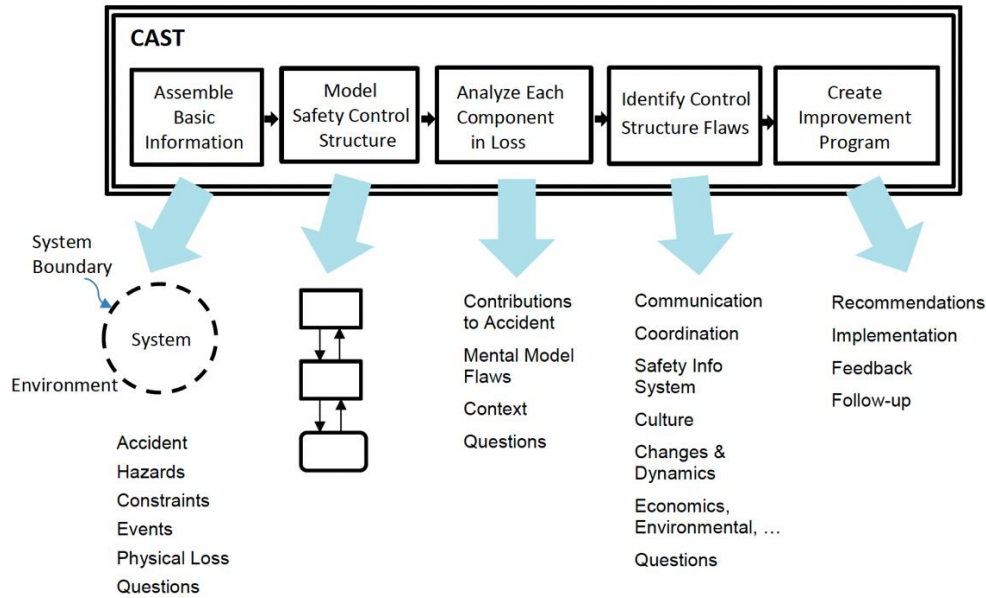 CAST
Assemble
Basic
Information
Model
Safety Control
Structure
Analyze Each
Component
in Loss
Identify Control
Structure Flaws
Create
Improvement
Program
System
Boundary
System
Environment
Accident
Hazards
Constraints
Events
Physical Loss
Questions
Contributions
to Accident
Mental Model
Flaws
Context
Questions
Communication
Coordination
Safety Info
System
Culture
Changes &
Dynamics
Economics,
Environmental, …
Questions
Recommendations
Implementation
Feedback
Follow-up